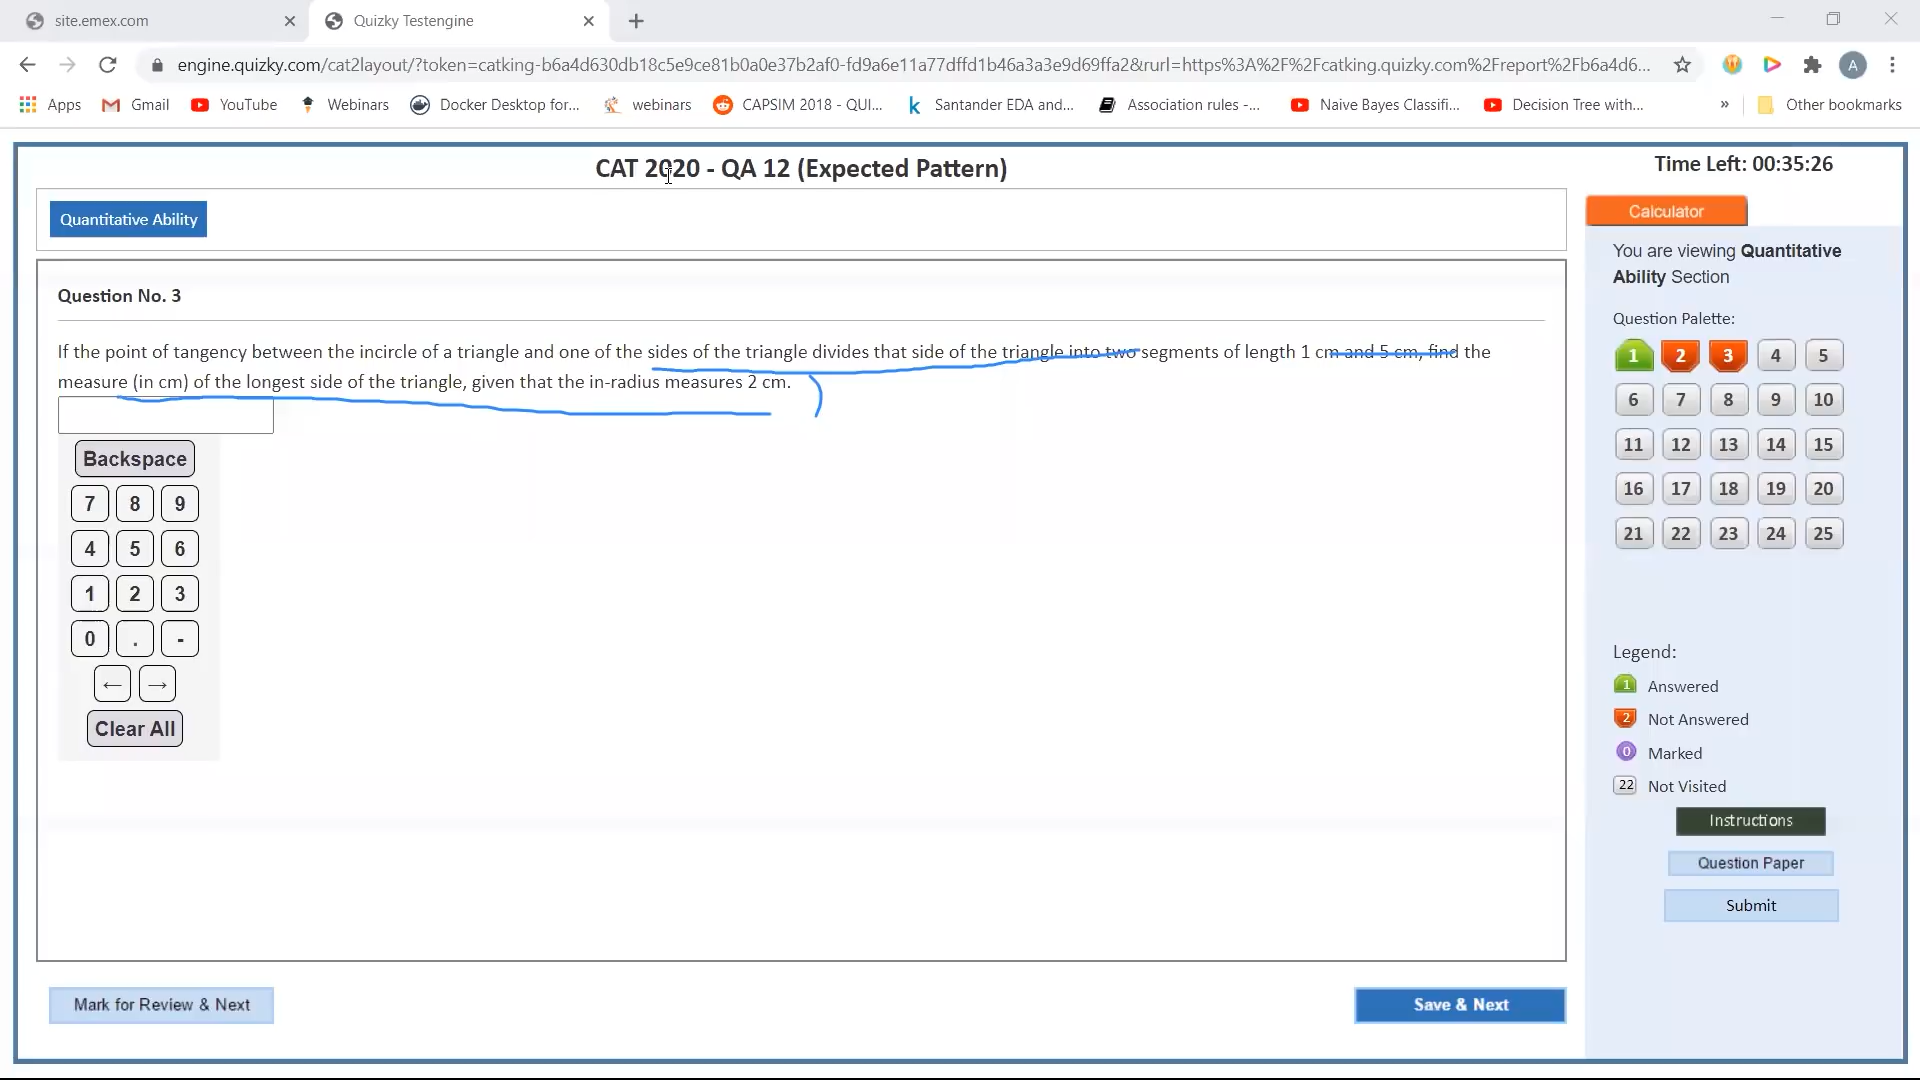 site.emex.com
Quizky Testengine
engine.quizky.com/cat2layout/?token=catking-b6a4d630db18c5e9ce81b0a0e37b2af0-fd9a6e11a77dffd1b46a3a3e9d69ffa2&rurl=https%3A%2F%2Fcatking.quizky.com%2Freport%2Fb6a4d6...
A
Apps Gmail YouTube Webinars Docker Desktop for... webinars CAPSIM 2018 - QUI... k Santander EDA and... Association rules -... Naive Bayes Classifi... Decision Tree with... » Other bookmarks
CAT 2020 - QA 12 (Expected Pattern)
Time Left: 00:35:26
Quantitative Ability
Calculator
You are viewing Quantitative
Ability Section
Question No. 3
If the point of tangency between the incircle of a triangle and one of the sides of the triangle divides that side of the triangle into two segments of length 1 cm and 5 cm, find the
measure (in cm) of the longest side of the triangle, given that the in-radius measures 2 cm.
Backspace
7 8 9
4 5 6
1 2 3
0 . -
← →
Clear All
Question Palette:
1 2 3 4 5
6 7 8 9 10
11 12 13 14 15
16 17 18 19 20
21 22 23 24 25
Legend:
1 Answered
2 Not Answered
0 Marked
22 Not Visited
Instructions
Question Paper
Submit
Mark for Review & Next
Save & Next